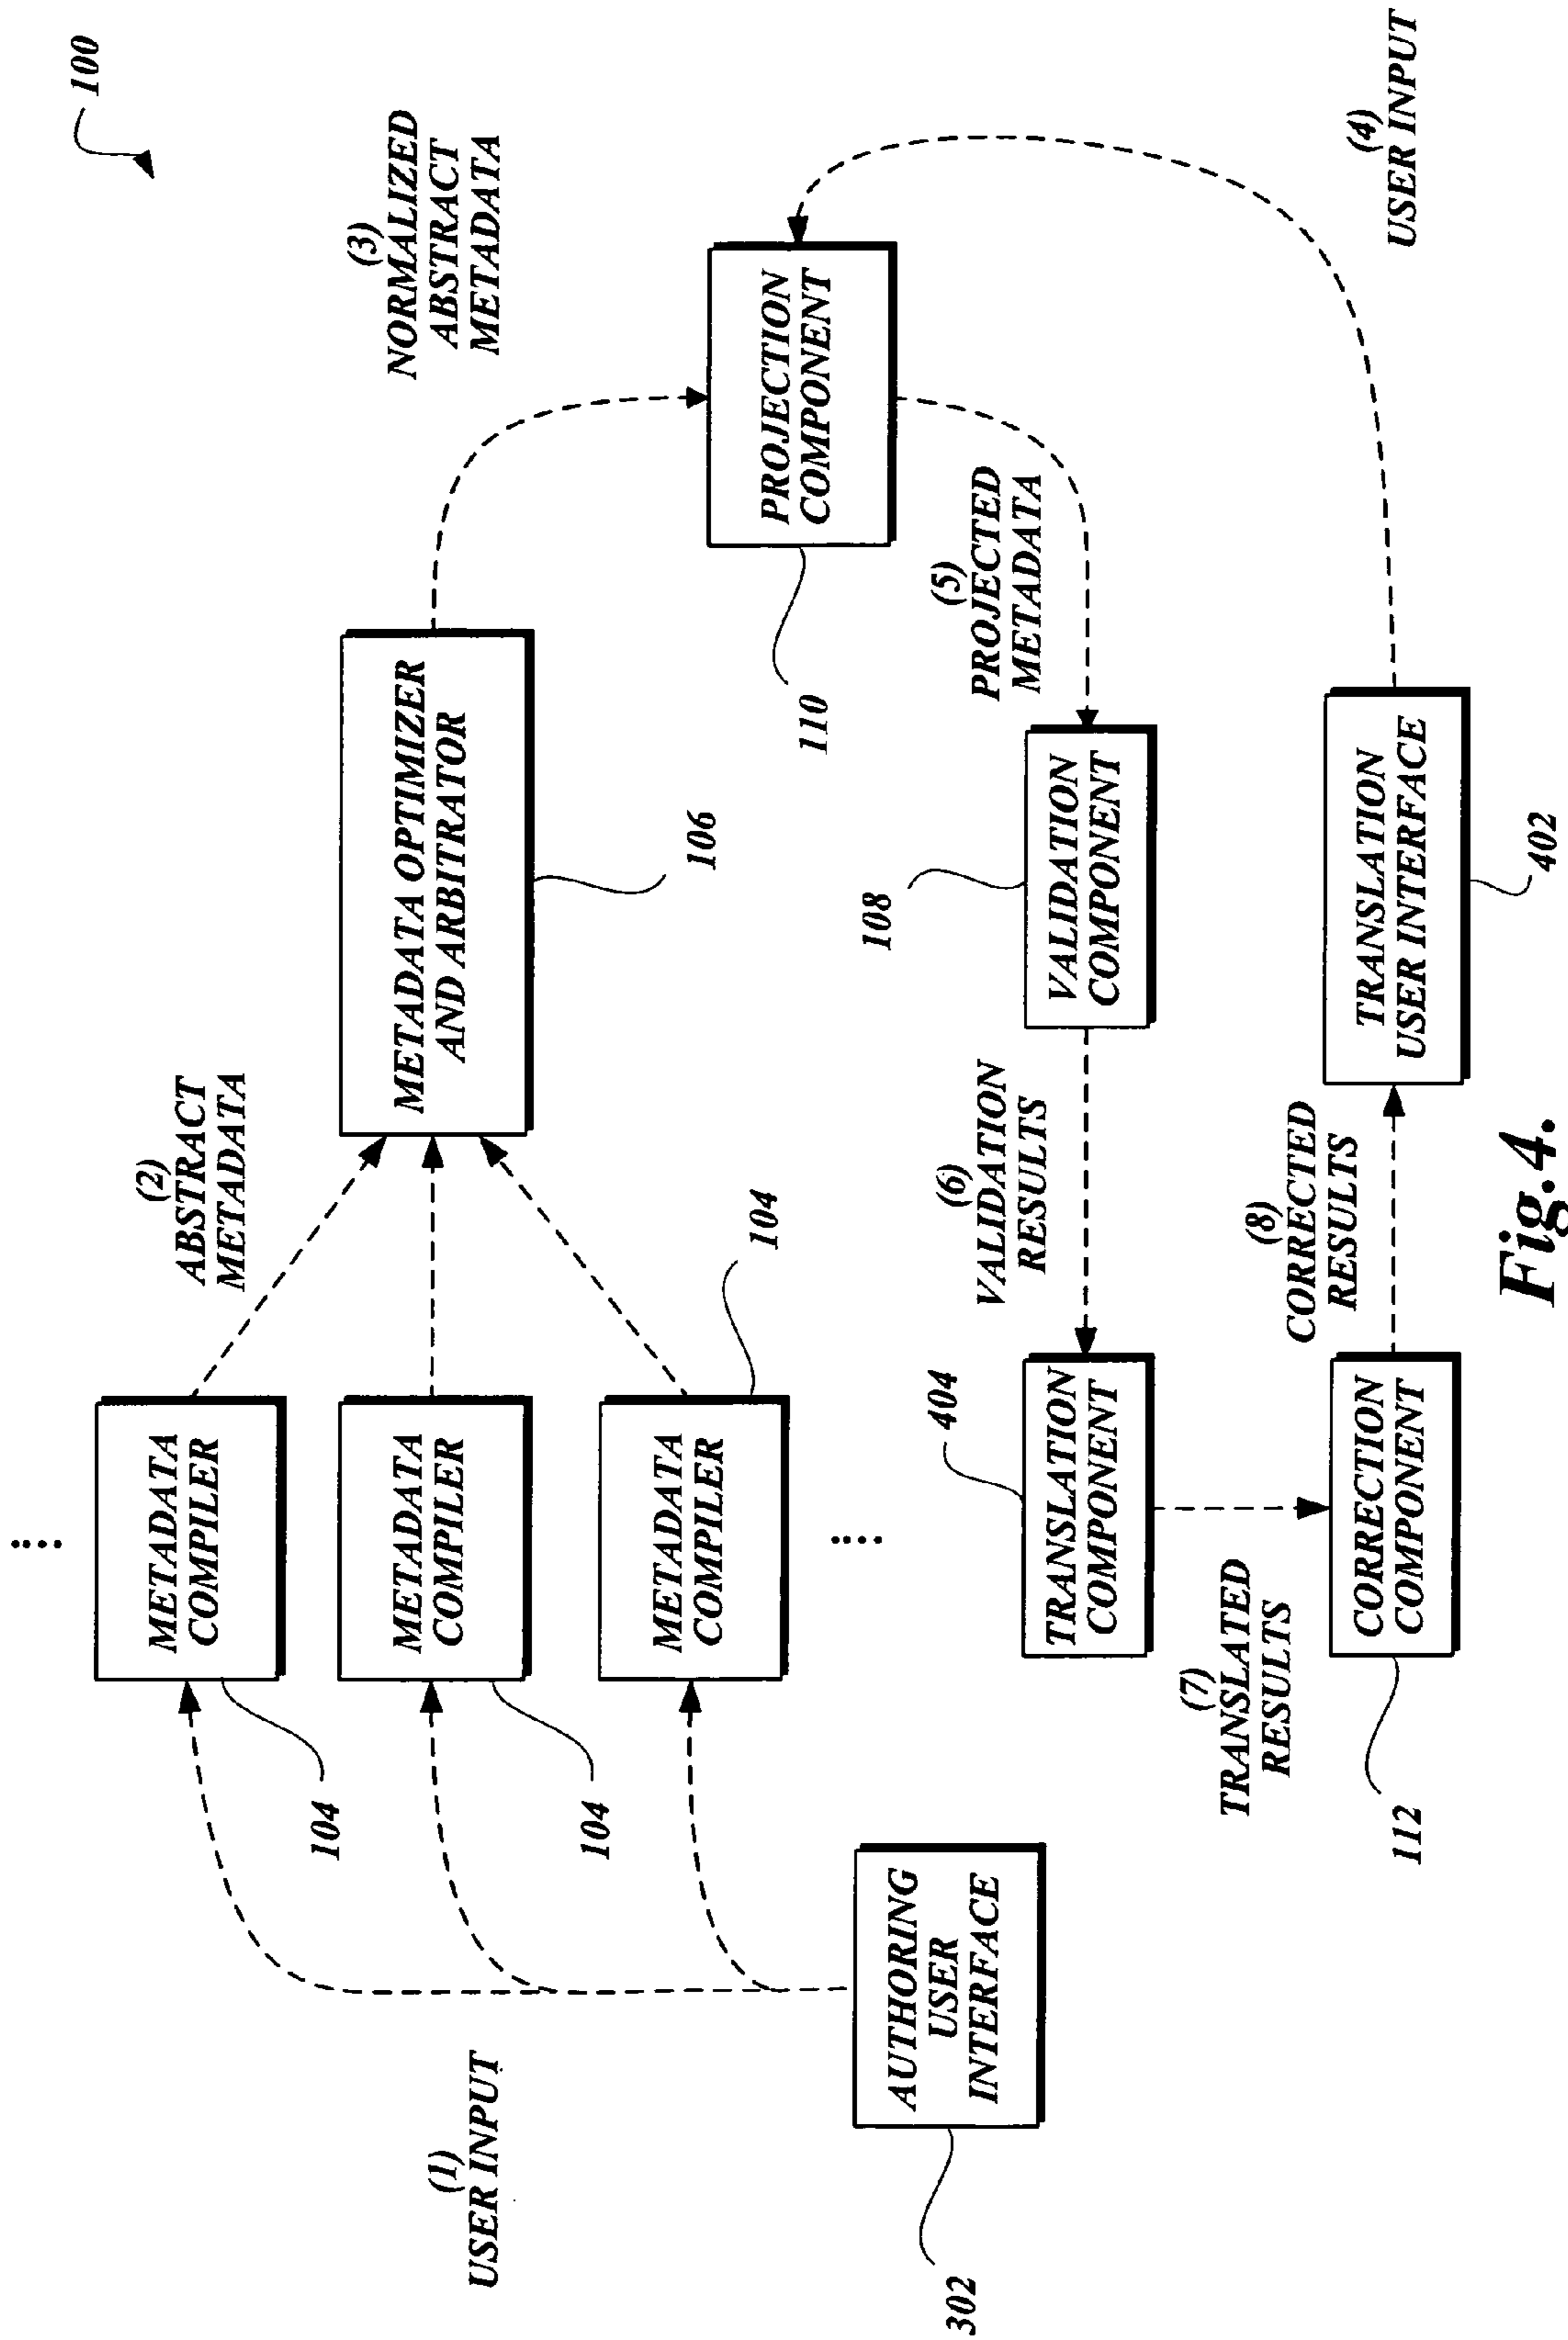 100
(1)
USER INPUT
(2)
ABSTRACT
METADATA
(3)
NORMALIZED
ABSTRACT
METADATA
METADATA
COMPILER
104
METADATA
COMPILER
104
METADATA
COMPILER
104
METADATA OPTIMIZER
AND ARBITRATOR
106
PROJECTION
COMPONENT
110
AUTHORING
USER
INTERFACE
302
(4)
USER INPUT
(5)
PROJECTED
METADATA
VALIDATION
COMPONENT
108
(6)
VALIDATION
RESULTS
TRANSLATION
COMPONENT
404
(7)
TRANSLATED
RESULTS
CORRECTION
COMPONENT
112
(8)
CORRECTED
RESULTS
TRANSLATION
USER INTERFACE
402
Fig.4.